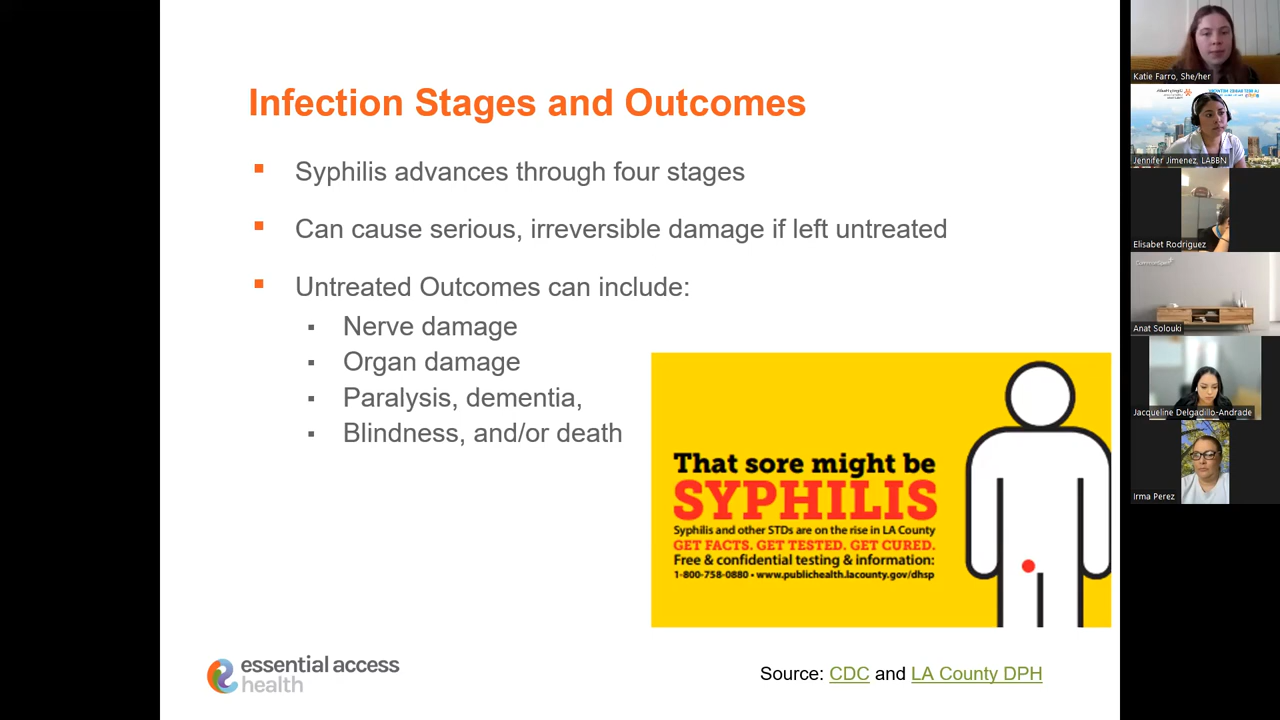 Infection Stages and Outcomes
Syphilis advances through four stages
Can cause serious, irreversible damage if left untreated
Untreated Outcomes can include:
Nerve damage
Organ damage
Paralysis, dementia,
Blindness, and/or death
That sore might be
SYPHILIS
Syphilis and other STDs are on the rise in LA County
GET FACTS. GET TESTED. GET CURED.
Free & confidential testing & information:
1-800-758-0880 • www.publichealth.lacounty.gov/dhsp
essential access
health
Source: CDC and LA County DPH
Katie Farro, She/her
Jennifer Jimenez, LABBN
Elisabet Rodriguez
Anat Solouki
Jacqueline Delgadillo-Andrade
Irma Perez